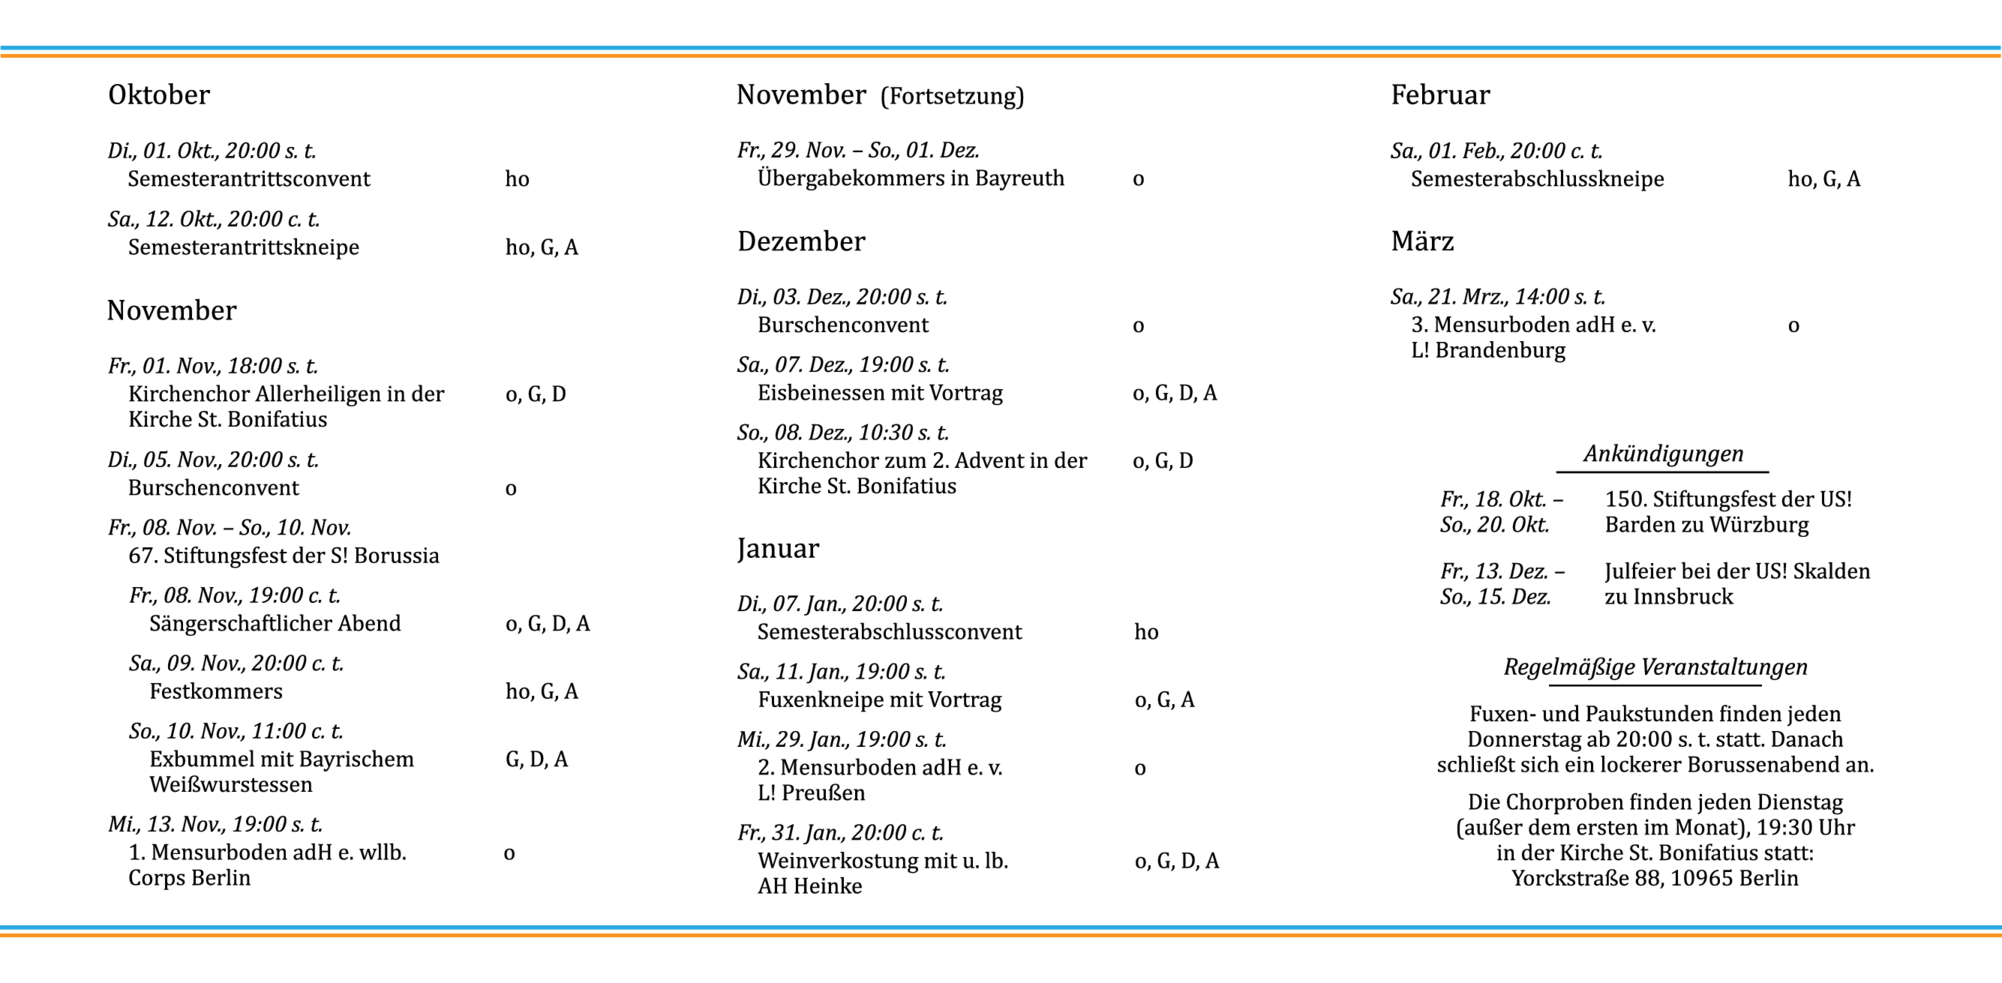 Oktober
Di., 01. Okt., 20:00 s. t.
Semesterantrittsconvent ho
Sa., 12. Okt., 20:00 c. t.
Semesterantrittskneipe ho, G, A
November
Fr., 01. Nov., 18:00 s. t.
Kirchenchor Allerheiligen in der o, G, D
Kirche St. Bonifatius
Di., 05. Nov., 20:00 s. t.
Burschenconvent o
Fr., 08. Nov. – So., 10. Nov.
67. Stiftungsfest der S! Borussia
Fr., 08. Nov., 19:00 c. t.
Sängerschaftlicher Abend o, G, D, A
Sa., 09. Nov., 20:00 c. t.
Festkommers ho, G, A
So., 10. Nov., 11:00 c. t.
Exbummel mit Bayrischem G, D, A
Weißwurstessen
Mi., 13. Nov., 19:00 s. t.
1. Mensurboden adH e. wllb. o
Corps Berlin
November (Fortsetzung)
Fr., 29. Nov. – So., 01. Dez.
Übergabekommers in Bayreuth o
Dezember
Di., 03. Dez., 20:00 s. t.
Burschenconvent o
Sa., 07. Dez., 19:00 s. t.
Eisbeinessen mit Vortrag o, G, D, A
So., 08. Dez., 10:30 s. t.
Kirchenchor zum 2. Advent in der o, G, D
Kirche St. Bonifatius
Januar
Di., 07. Jan., 20:00 s. t.
Semesterabschlussconvent ho
Sa., 11. Jan., 19:00 s. t.
Fuxenkneipe mit Vortrag o, G, A
Mi., 29. Jan., 19:00 s. t.
2. Mensurboden adH e. v. o
L! Preußen
Fr., 31. Jan., 20:00 c. t.
Weinverkostung mit u. lb. o, G, D, A
AH Heinke
Februar
Sa., 01. Feb., 20:00 c. t.
Semesterabschlusskneipe ho, G, A
März
Sa., 21. Mrz., 14:00 s. t.
3. Mensurboden adH e. v. o
L! Brandenburg
Ankündigungen
Fr., 18. Okt. – 150. Stiftungsfest der US!
So., 20. Okt. Barden zu Würzburg
Fr., 13. Dez. – Julfeier bei der US! Skalden
So., 15. Dez. zu Innsbruck
Regelmäßige Veranstaltungen
Fuxen- und Paukstunden finden jeden
Donnerstag ab 20:00 s. t. statt. Danach
schließt sich ein lockerer Borussenabend an.
Die Chorproben finden jeden Dienstag
(außer dem ersten im Monat), 19:30 Uhr
in der Kirche St. Bonifatius statt:
Yorckstraße 88, 10965 Berlin